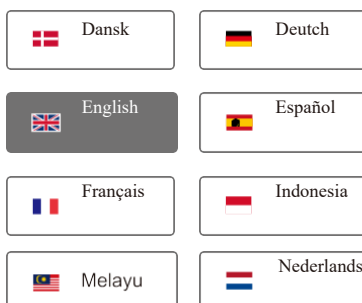 Dansk
Deutch
English
Español
Français
Indonesia
Melayu
Nederlands